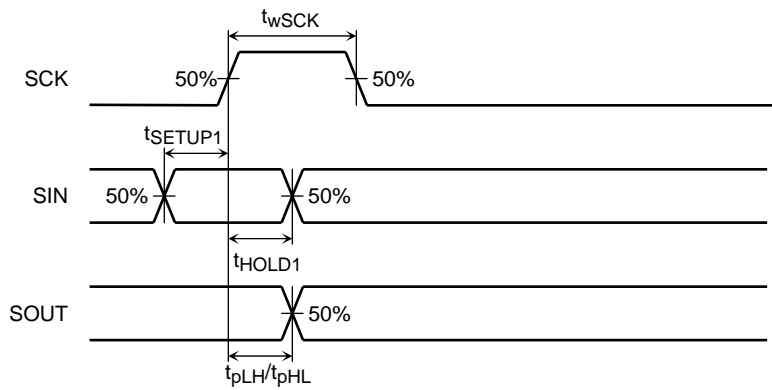 twSCK
SCK 50% 50%
tSETUP1
SIN 50% 50%
tHOLD1
SOUT 50%
tpLH/tpHL